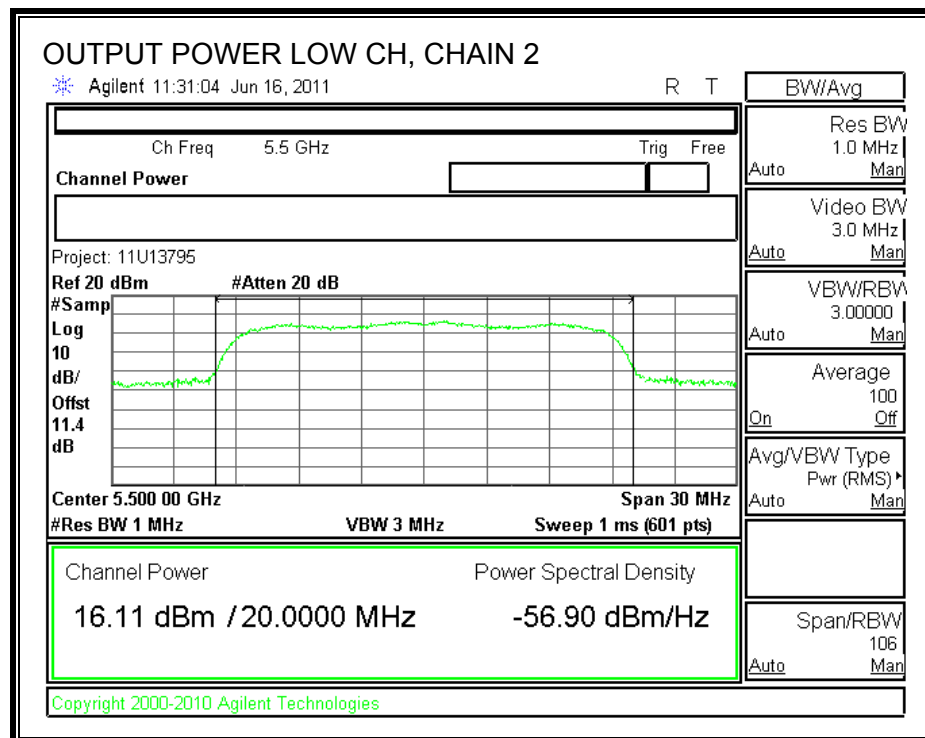 OUTPUT POWER LOW CH, CHAIN 2
Agilent 11:31:04 Jun 16, 2011 R T
BW/Avg
Res BW
1.0 MHz
Auto Man
Ch Freq 5.5 GHz Trig Free
Channel Power
Video BW
3.0 MHz
Auto Man
Project: 11U13795
Ref 20 dBm #Atten 20 dB
#Samp
Log
10
dB/
Offst
11.4
dB
VBW/RBW
3.00000
Auto Man
Average
100
On Off
Avg/VBW Type
Pwr (RMS)
Auto Man
Center 5.500 00 GHz Span 30 MHz
#Res BW 1 MHz VBW 3 MHz Sweep 1 ms (601 pts)
Channel Power Power Spectral Density
16.11 dBm / 20.0000 MHz -56.90 dBm/Hz
Span/RBW
106
Auto Man
Copyright 2000-2010 Agilent Technologies